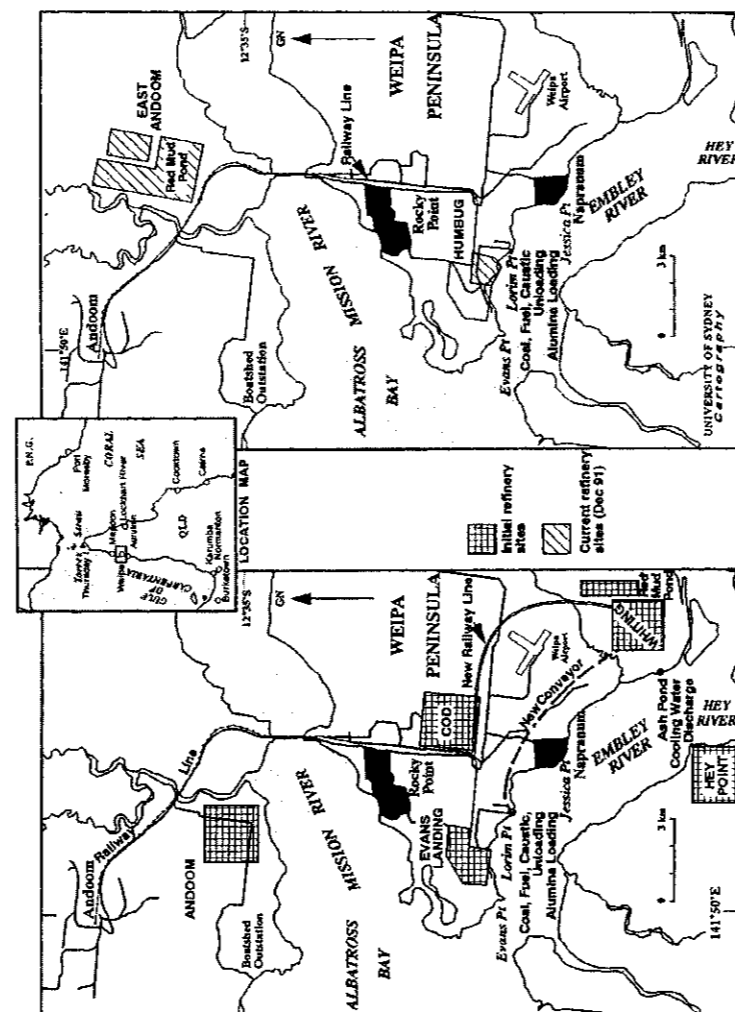 141°50'E
Andoom
EAST
ANDOOM
Red Mud
Pond
12°35'S
GN
Boatshed
Outstation
MISSION RIVER
ALBATROSS
BAY
Railway Line
WEIPA
PENINSULA
Rocky
Point
HUMBUG
Weipa
Airport
Evans Pt
Lorim Pt
Coal, Fuel, Caustic
Unloading
Alumina Loading
Jessica Pt
Napranum
EMBLEY
RIVER
HEY
RIVER
0
3 km
UNIVERSITY OF SYDNEY
Cartography
P.N.G.
Port
Moresby
Torres Strait
Thursday I
CORAL
SEA
Weipa
Mapoon
Aurukun
Lockhart River
GULF
OF
CARPENTARIA
QLD
Cooktown
Cairns
Karumba
Normanton
Burketown
LOCATION MAP
Initial refinery
sites
Current refinery
sites (Dec 91)
Andoom
Railway Line
ANDOOM
12°35'S
GN
Boatshed
Outstation
MISSION RIVER
ALBATROSS
BAY
WEIPA
PENINSULA
Rocky
Point
COD
New Railway Line
EVANS
LANDING
Weipa
Airport
New Conveyor
Evans Pt
Lorim Pt
Coal, Fuel, Caustic,
Unloading
Alumina Loading
Jessica Pt
Napranum
WHITING
Red
Mud
Pond
EMBLEY
RIVER
Ash Pond
Cooling Water
Discharge
HEY
RIVER
HEY
POINT
0
3 km
141°50'E